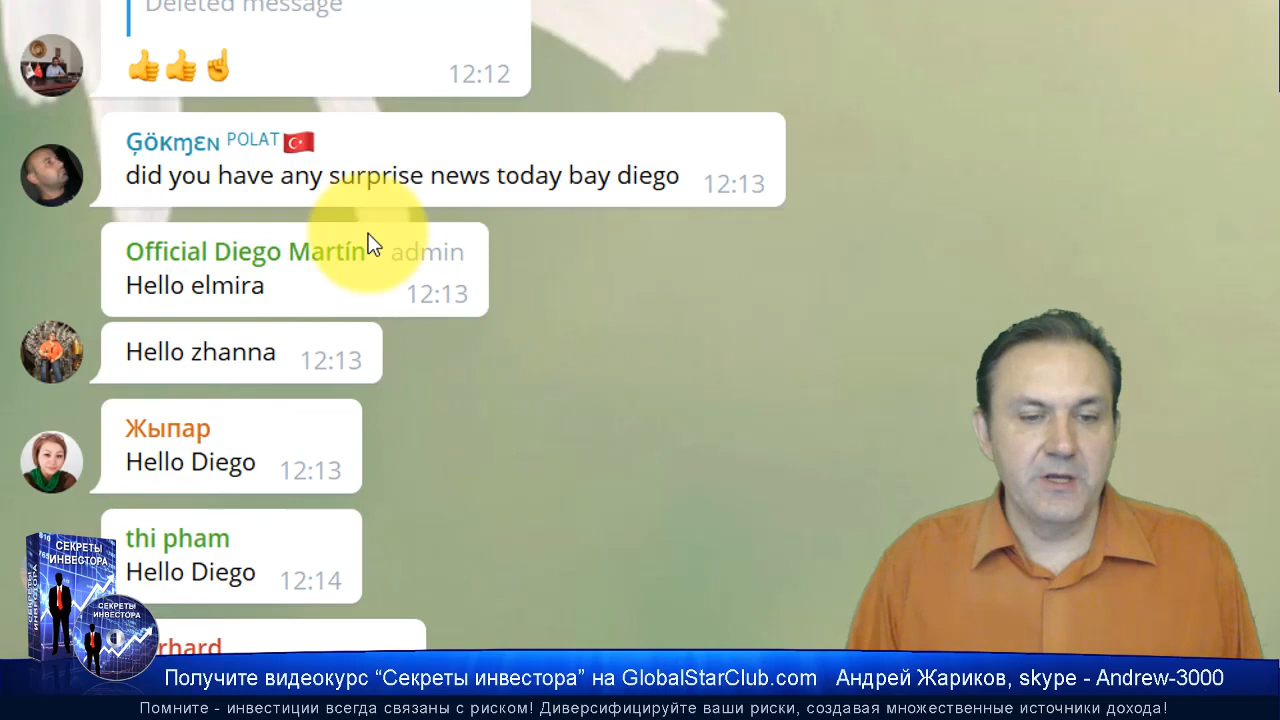 Deleted message
👍👍☝
12:12
Ģöкɱɛɴ ᴾᴼᴸᴬᵀ🇹🇷
did you have any surprise news today bay diego 12:13
Official Diego Martín admin
Hello elmira 12:13
Hello zhanna 12:13
Жыпар
Hello Diego 12:13
thi pham
Hello Diego 12:14
СЕКРЕТЫ
ИНВЕСТОРА
СЕКРЕТЫ
ИНВЕСТОРА
Получите видеокурс “Секреты инвестора” на GlobalStarClub.com Андрей Жариков, skype - Andrew-3000
Помните - инвестиции всегда связаны с риском! Диверсифицируйте ваши риски, создавая множественные источники дохода!